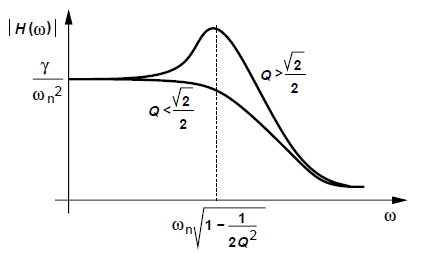 |H(ω)|
γ/ωn²
Q > √2/2
Q < √2/2
ω
ωn√(1 − 1/(2Q²))